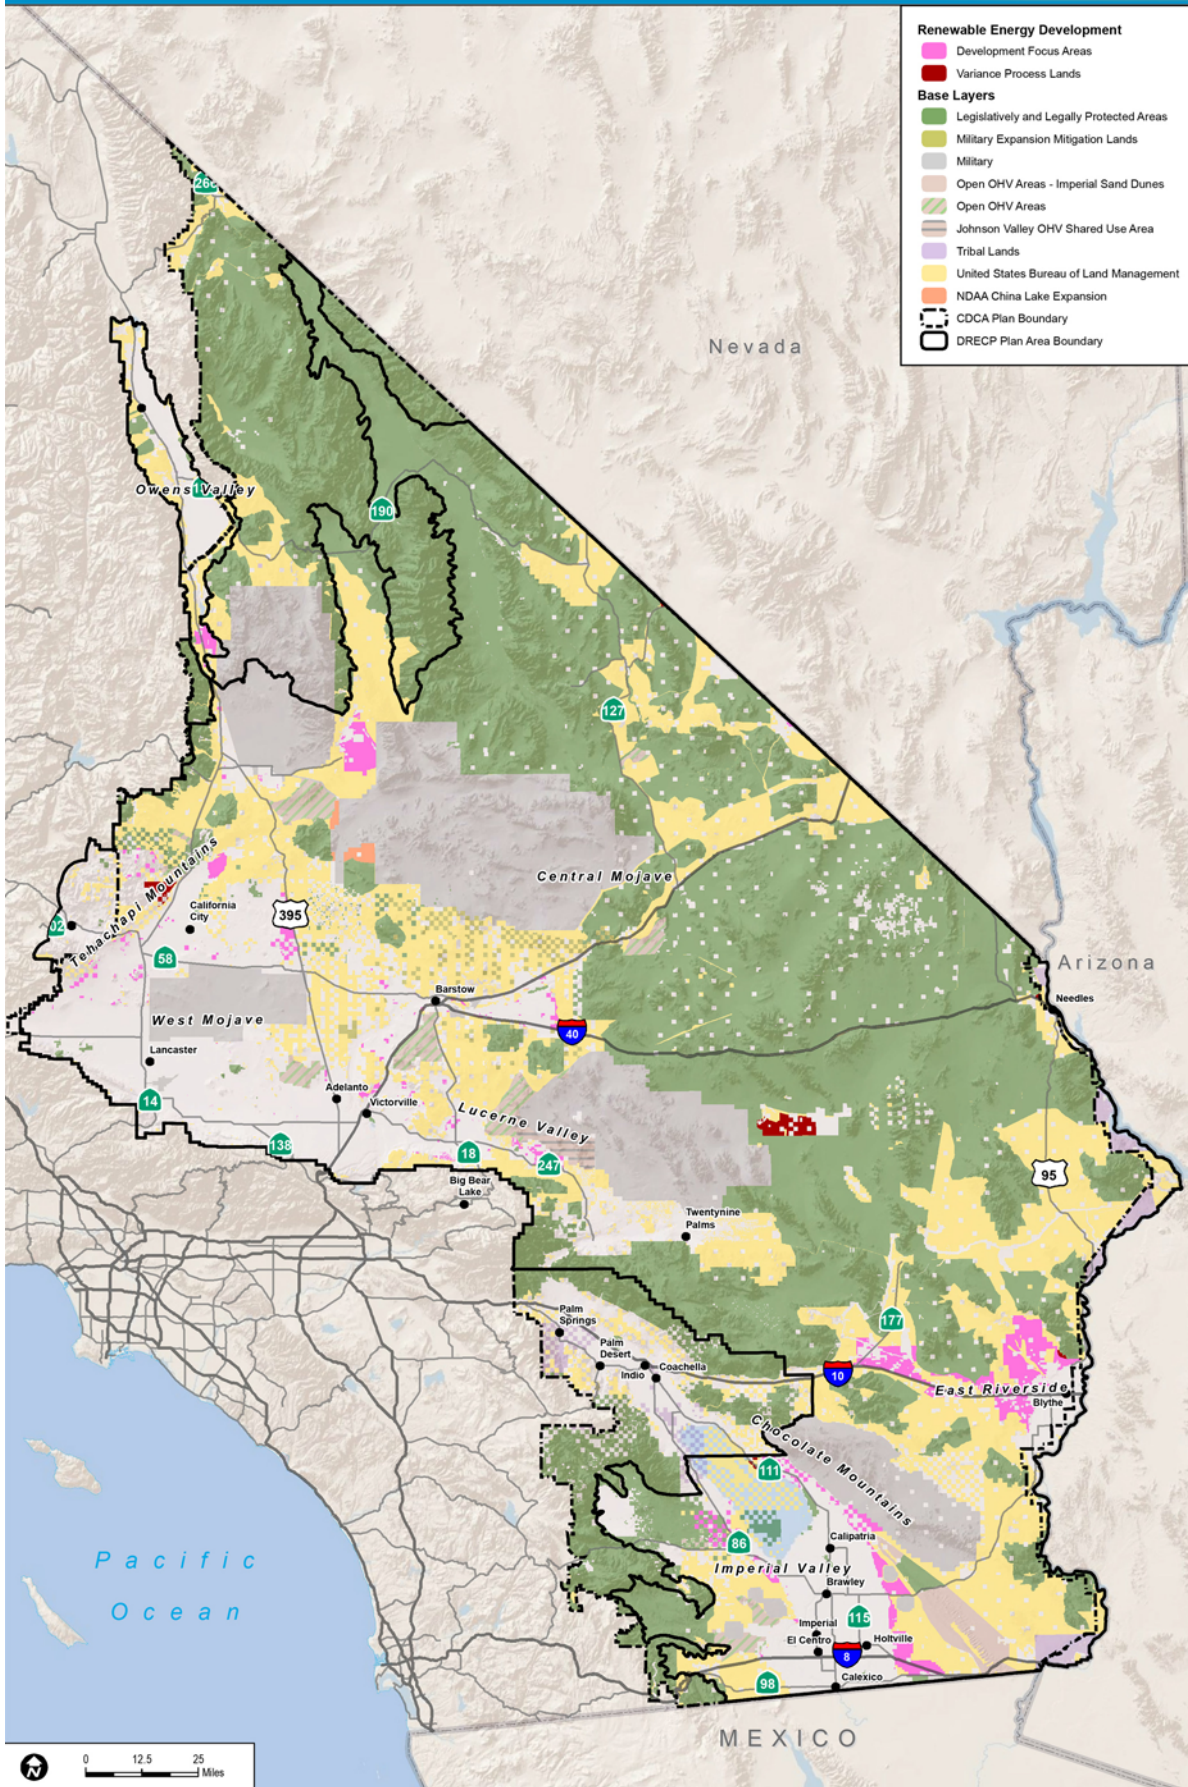 Renewable Energy Development
Development Focus Areas
Variance Process Lands
Base Layers
Legislatively and Legally Protected Areas
Military Expansion Mitigation Lands
Military
Open OHV Areas - Imperial Sand Dunes
Open OHV Areas
Johnson Valley OHV Shared Use Area
Tribal Lands
United States Bureau of Land Management
NDAA China Lake Expansion
CDCA Plan Boundary
DRECP Plan Area Boundary
Nevada
Owens Valley
190
127
Central Mojave
Tehachapi Mountains
California
City
395
58
Arizona
Needles
Barstow
West Mojave
40
Lancaster
Adelanto
Victorville
14
Lucerne Valley
138
18
247
95
Big Bear
Lake
Twentynine
Palms
177
Palm
Springs
Palm
Desert
Coachella
Indio
10
East Riverside
Blythe
Chocolate Mountains
111
86
Calipatria
Imperial Valley
Brawley
Imperial
115
El Centro
Holtville
8
98
Calexico
Pacific
Ocean
MEXICO
N
0 12.5 25
Miles